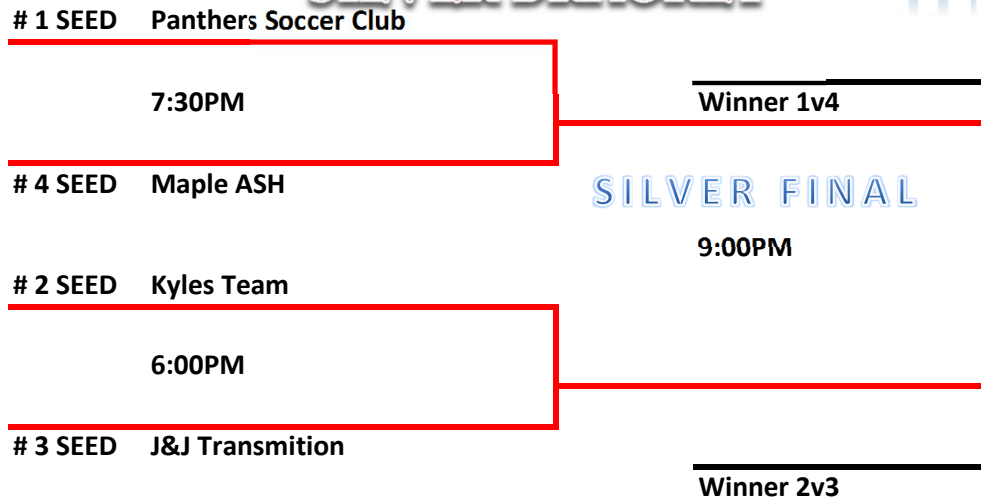 # 1 SEED Panthers Soccer Club
7:30PM
Winner 1v4
# 4 SEED Maple ASH
SILVER FINAL
9:00PM
# 2 SEED Kyles Team
6:00PM
# 3 SEED J&J Transmition
Winner 2v3